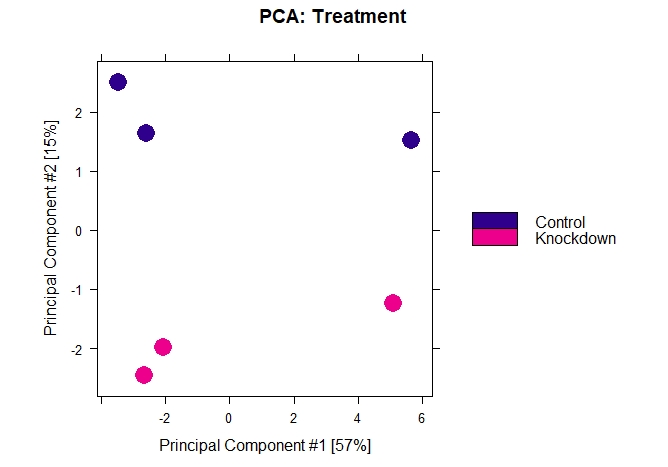 PCA: Treatment
Principal Component #2 [15%]
2
1
0
-1
-2
-2
0
2
4
6
Principal Component #1 [57%]
Control
Knockdown